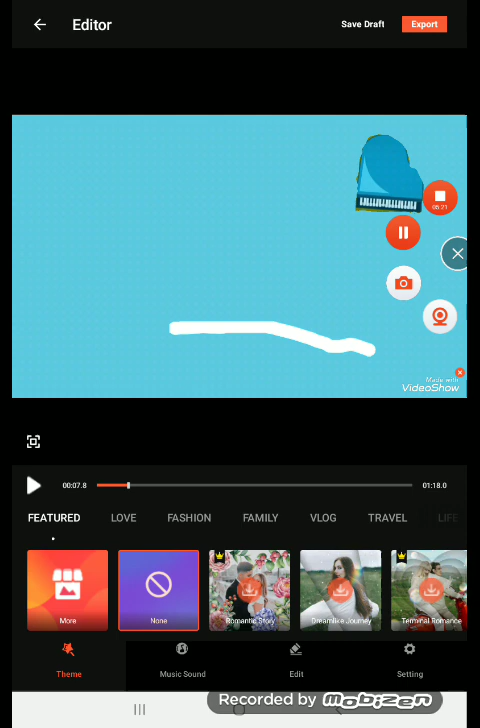 Editor
Save Draft
Export
05:21
Made with
VideoShow
00:07.8
01:18.0
FEATURED
LOVE
FASHION
FAMILY
VLOG
TRAVEL
LIFE
More
None
Romantic Story
Dreamlike Journey
Terminal Romance
Theme
Music Sound
Edit
Setting
Recorded by mobizen